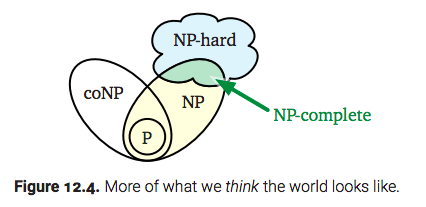 NP-hard
coNP
NP
NP-complete
P
Figure 12.4. More of what we think the world looks like.